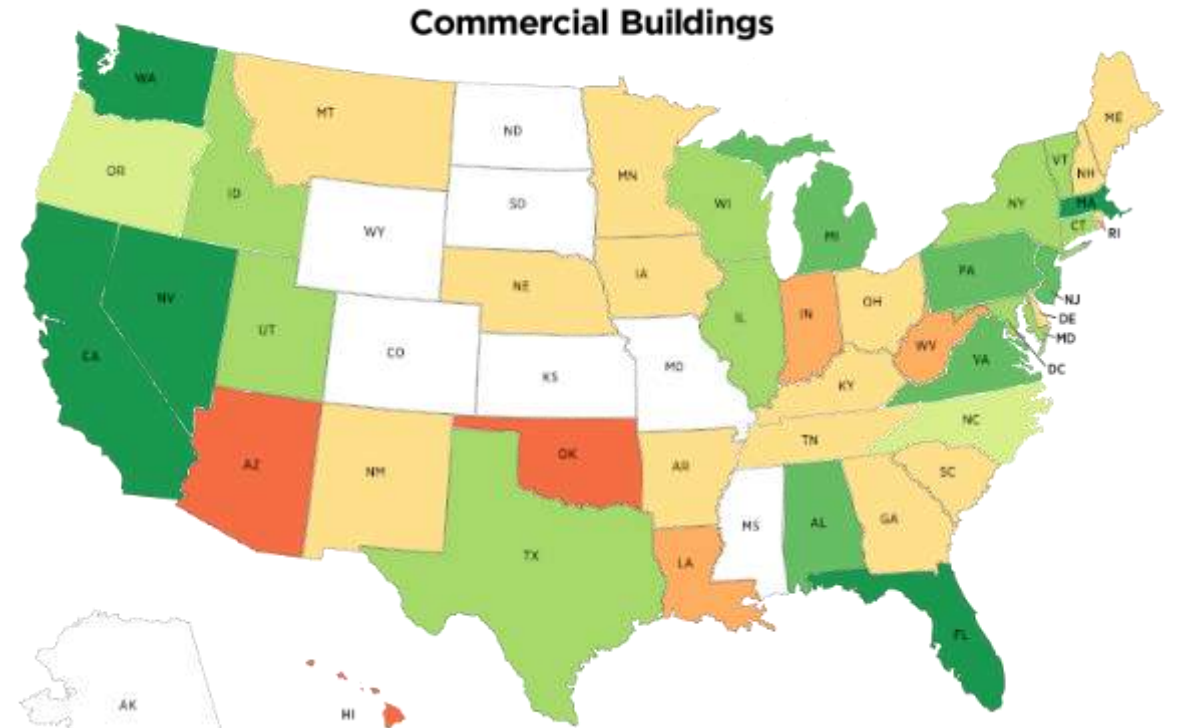 Commercial Buildings
WA
MT
ND
MN
ME
OR
ID
SD
WI
VT
NH
NY
MA
WY
MI
CT
RI
NV
NE
IA
PA
UT
IL
IN
OH
NJ
DE
CA
CO
KS
MO
WV
VA
MD
DC
KY
NC
AZ
NM
OK
AR
TN
SC
TX
LA
MS
AL
GA
FL
AK
HI